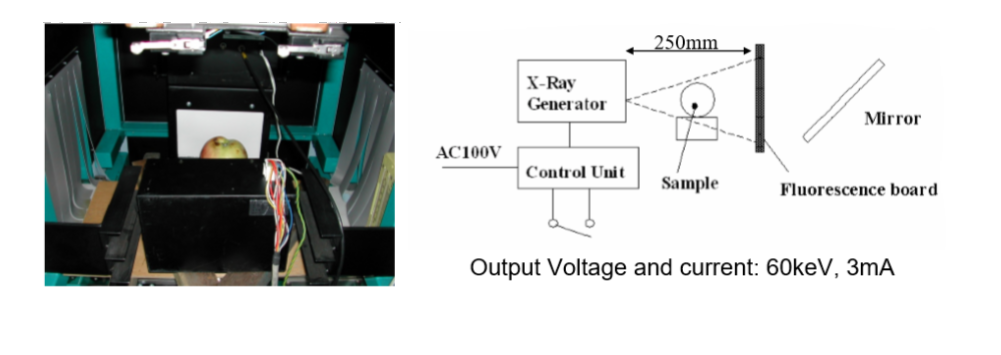 250mm
X-Ray
Generator
Mirror
AC100V
Control Unit
Sample
Fluorescence board
Output Voltage and current: 60keV, 3mA